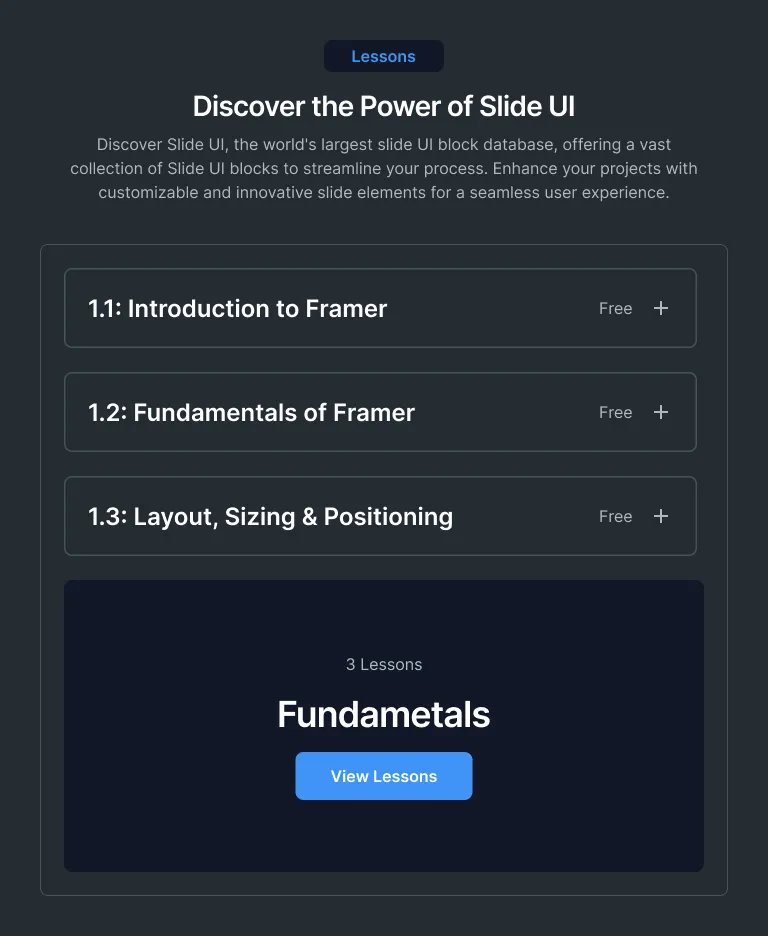 Lessons
Discover the Power of Slide UI
Discover Slide UI, the world's largest slide UI block database, offering a vast
collection of Slide UI blocks to streamline your process. Enhance your projects with
customizable and innovative slide elements for a seamless user experience.
1.1: Introduction to Framer Free +
1.2: Fundamentals of Framer Free +
1.3: Layout, Sizing & Positioning Free +
3 Lessons
Fundametals
View Lessons